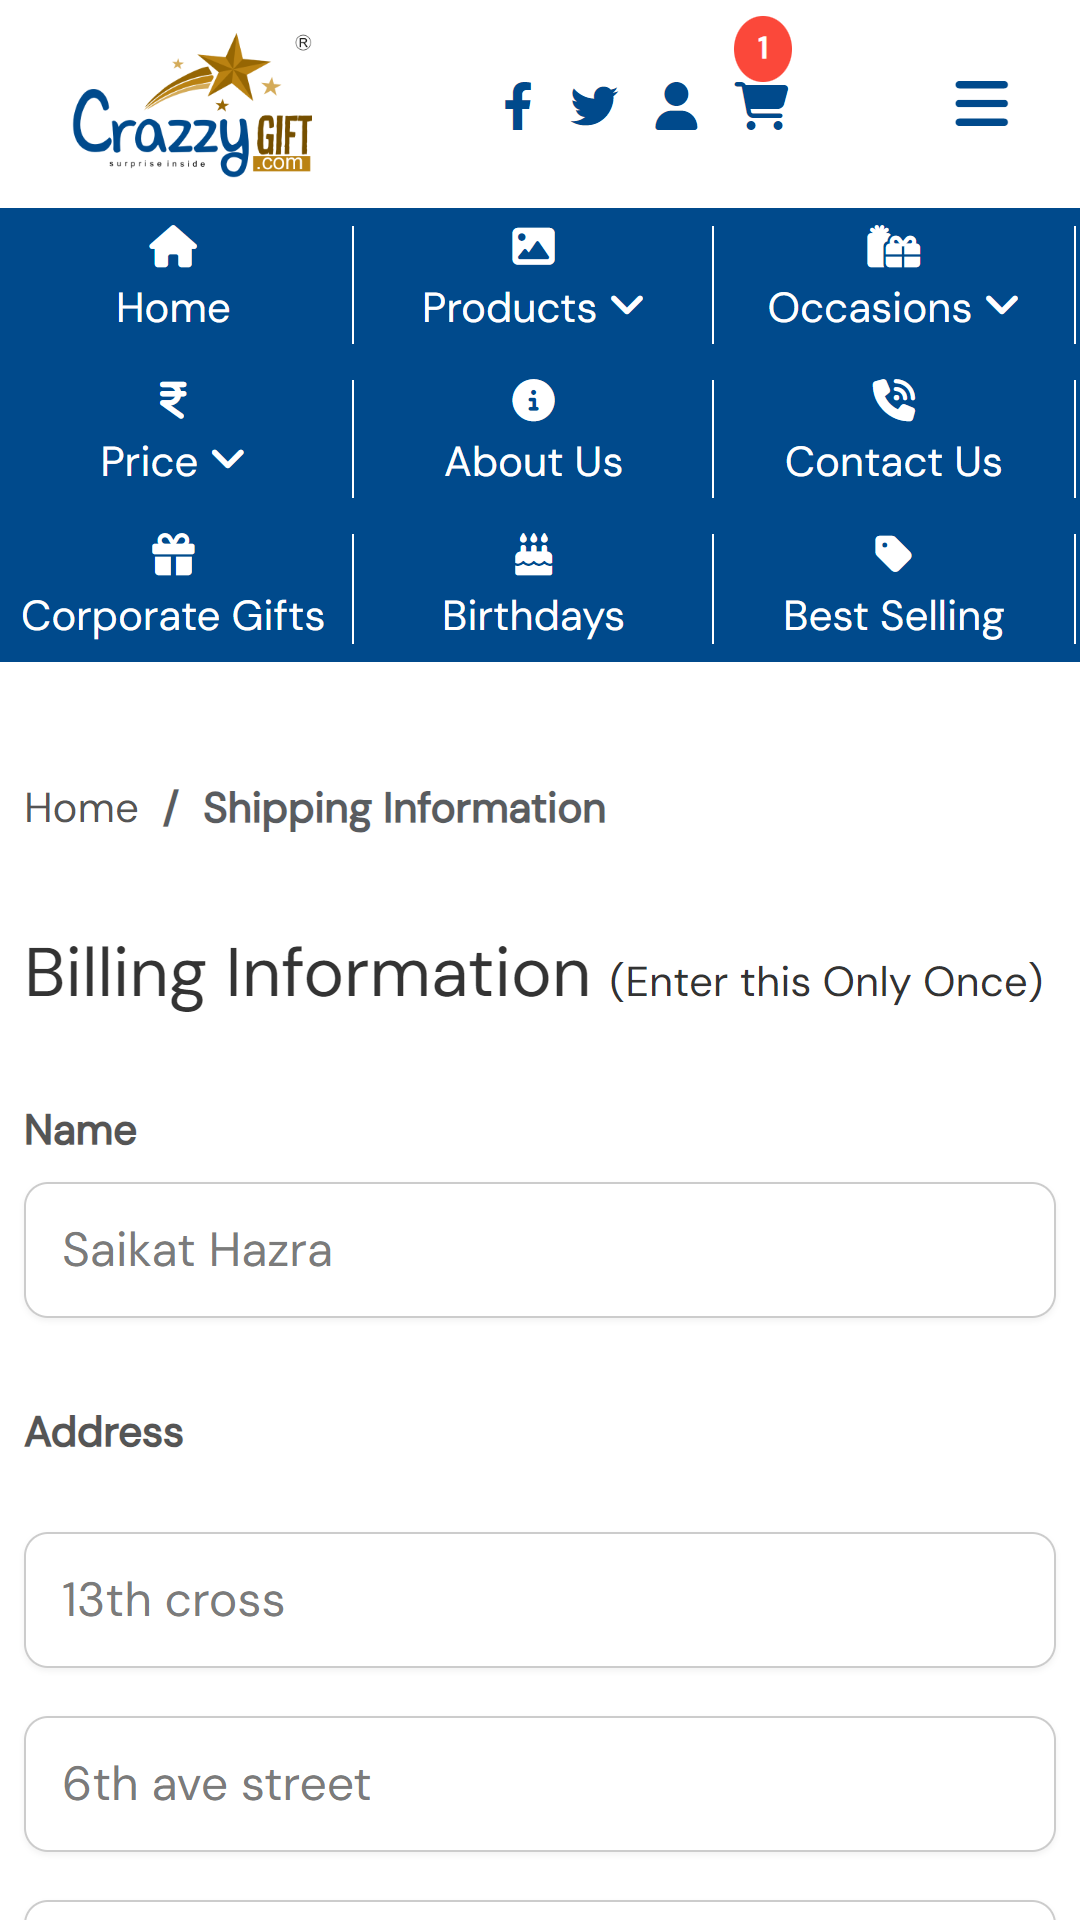 ®
Crazzy GIFT
.com
surprise inside
1
Home
Products
Occasions
Price
About Us
Contact Us
Corporate Gifts
Birthdays
Best Selling
Home / Shipping Information
Billing Information (Enter this Only Once)
Name
Saikat Hazra
Address
13th cross
6th ave street